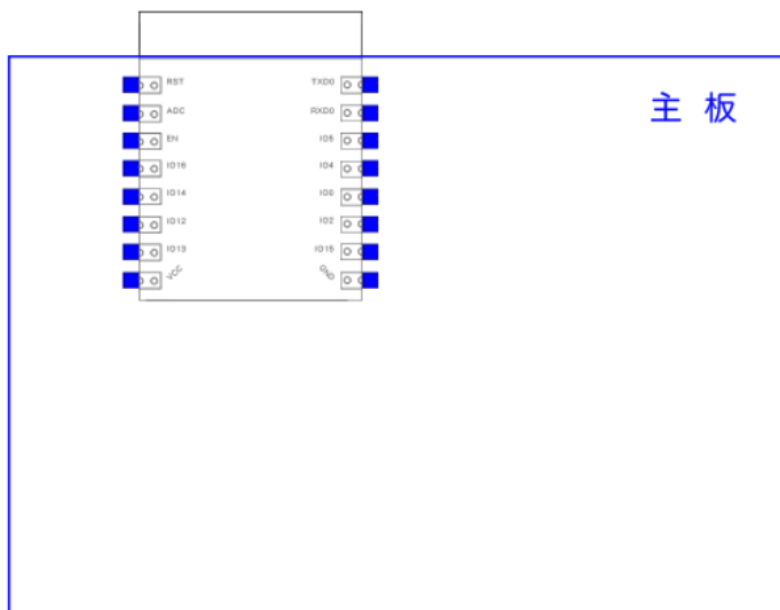 主 板
RST TXD0
ADC RXD0
EN IO5
IO16 IO4
IO14 IO0
IO12 IO2
IO13 IO15
VCC GND